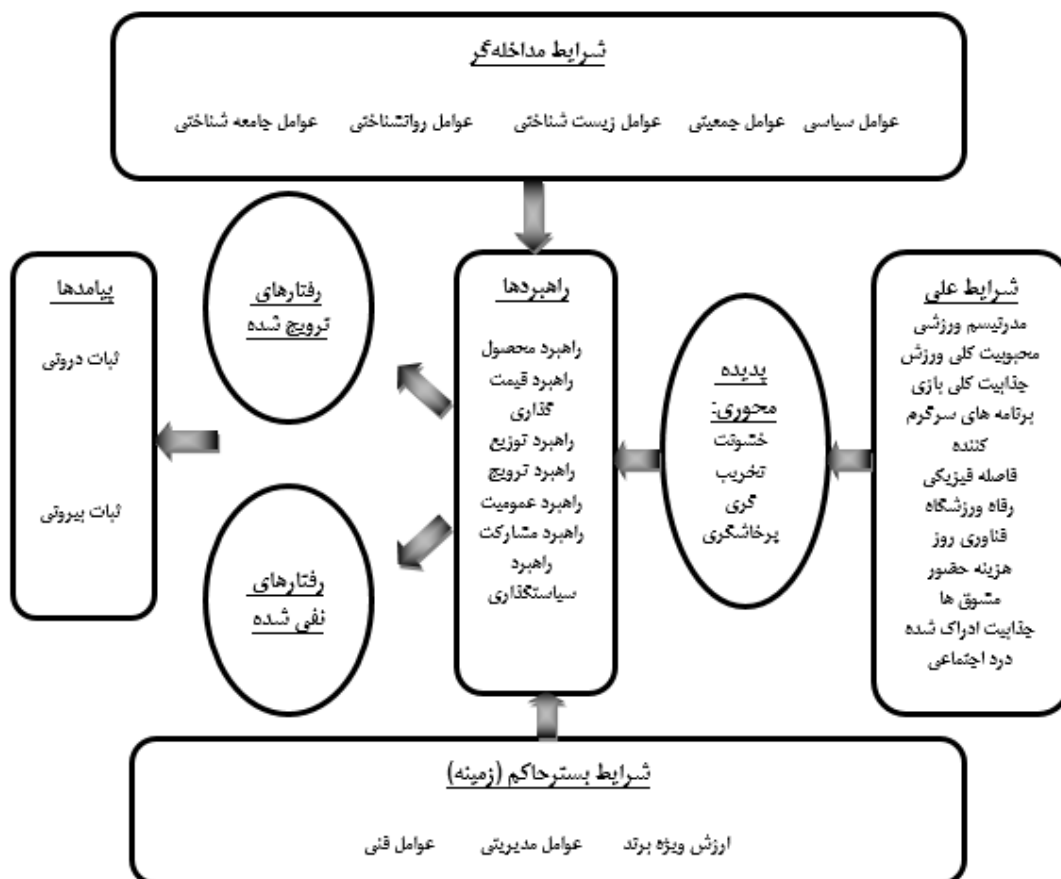 شرایط مداخله‌گر
عوامل سیاسی عوامل جمعیتی عوامل زیست شناختی عوامل روانشناختی عوامل جامعه شناختی
شرایط علی
مدرنیسم ورزشی
محبوبیت کلی ورزش
جذابیت کلی بازی
برنامه های سرگرم
کننده
فاصله فیزیکی
رفاه ورزشگاه
فناوری روز
هزینه حضور
مشوق ها
جذابیت ادراک شده
درد اجتماعی
پدیده
محوری:
خشونت
تخریب
گری
پرخاشگری
راهبردها
راهبرد محصول
راهبرد قیمت
گذاری
راهبرد توزیع
راهبرد ترویج
راهبرد عمومیت
راهبرد مشارکت
راهبرد
سیاستگذاری
رفتارهای
ترویج شده
رفتارهای
نفی شده
پیامدها
ثبات درونی
ثبات بیرونی
شرایط بسترحاکم (زمینه)
ارزش ویژه برند عوامل مدیریتی عوامل فنی